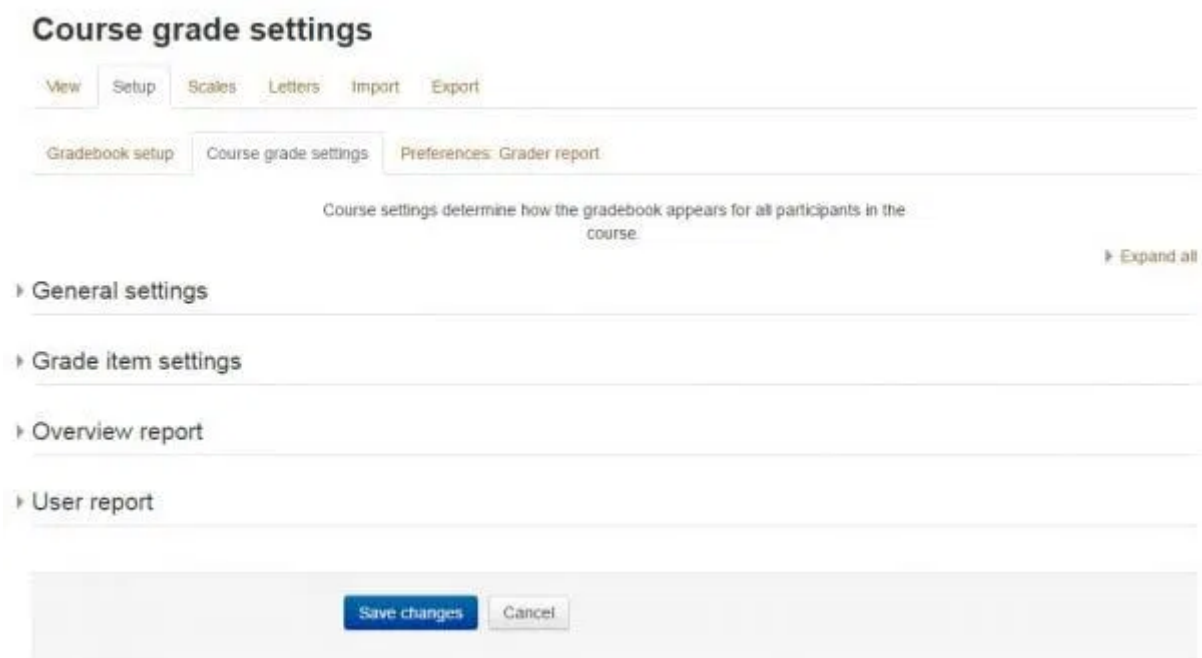 Course grade settings
View Setup Scales Letters Import Export
Gradebook setup Course grade settings Preferences: Grader report
Course settings determine how the gradebook appears for all participants in the
course.
Expand all
General settings
Grade item settings
Overview report
User report
Save changes Cancel